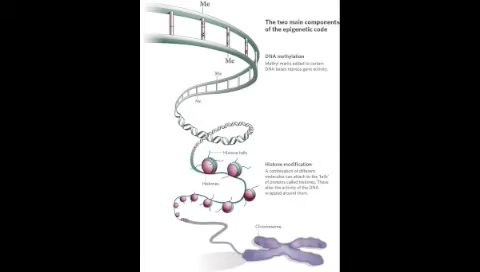 Me
The two main components
of the epigenetic code
DNA methylation
Methyl marks added to certain
DNA bases repress gene activity.
Me
Me
Me
Histone tails
Histone modification
A combination of different
molecules can attach to the 'tails'
of proteins called histones. These
alter the activity of the DNA
wrapped around them.
Histones
Chromosome